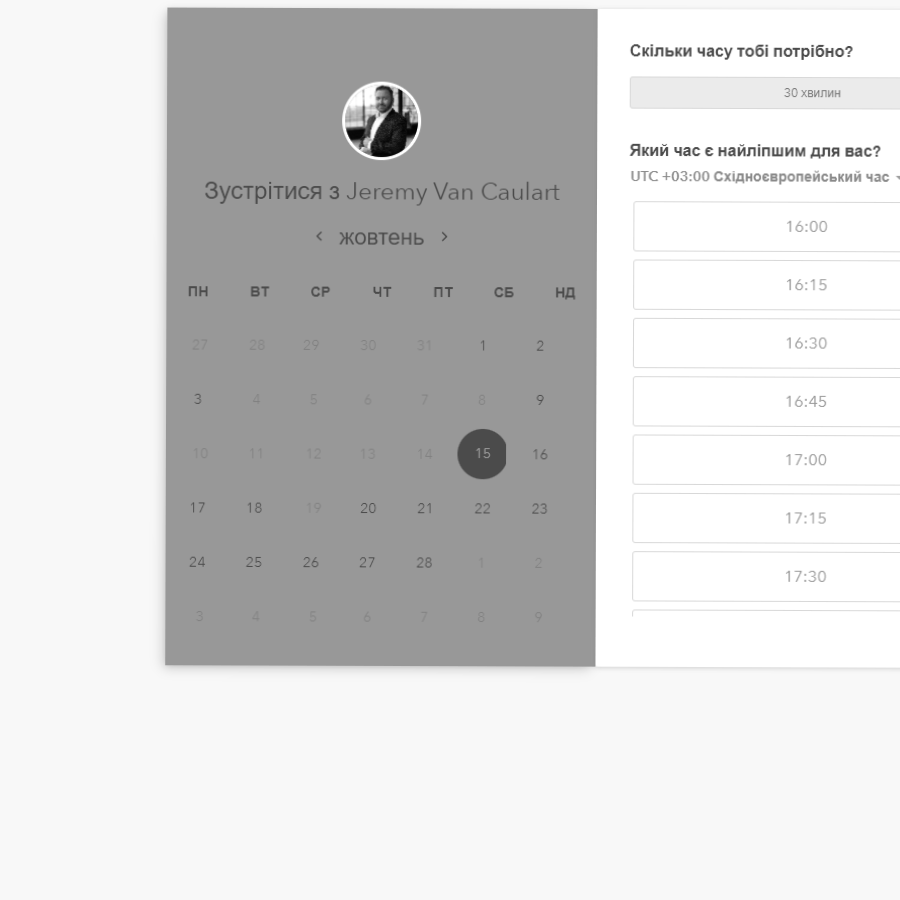 Зустрітися з Jeremy Van Caulart
жовтень
ПН ВТ СР ЧТ ПТ СБ НД
27 28 29 30 31 1 2
3 4 5 6 7 8 9
10 11 12 13 14 15 16
17 18 19 20 21 22 23
24 25 26 27 28 1 2
3 4 5 6 7 8 9
Скільки часу тобі потрібно?
30 хвилин
Який час є найліпшим для вас?
UTC +03:00 Східноєвропейський час
16:00
16:15
16:30
16:45
17:00
17:15
17:30